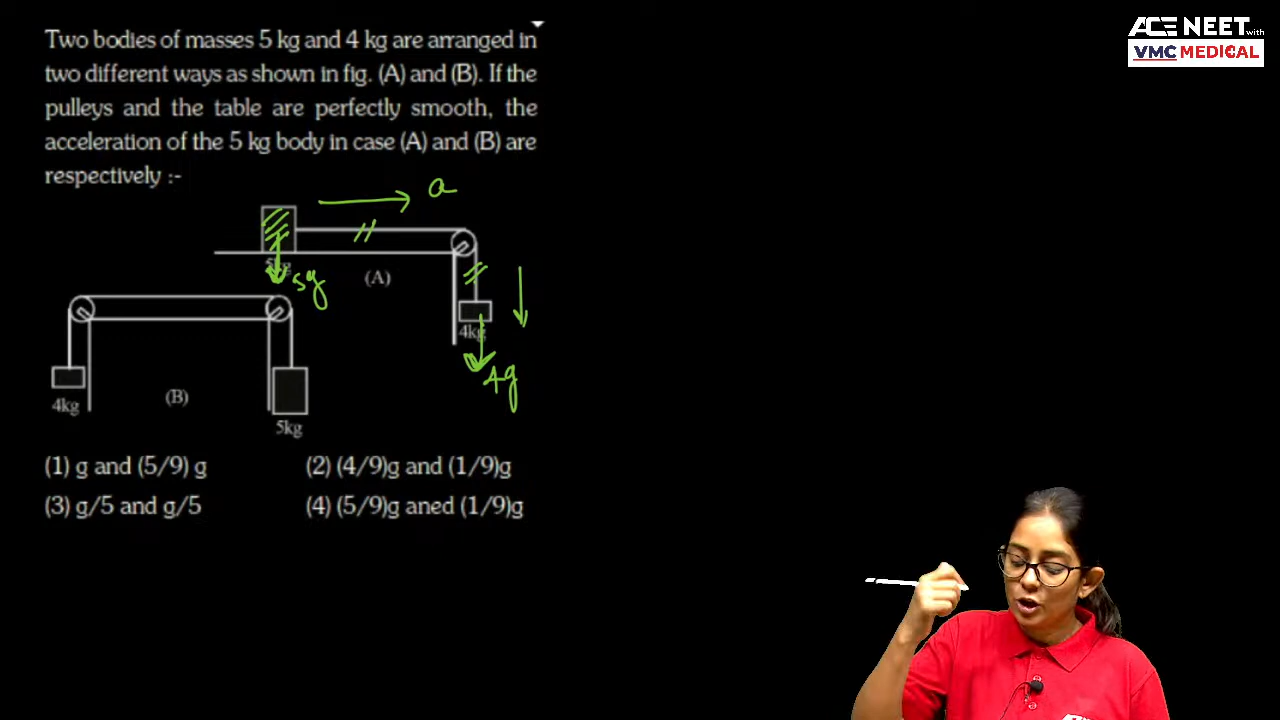 ACE NEET with
VMC MEDICAL
Two bodies of masses 5 kg and 4 kg are arranged in
two different ways as shown in fig. (A) and (B). If the
pulleys and the table are perfectly smooth, the
acceleration of the 5 kg body in case (A) and (B) are
respectively :-
a
5kg
5g
(A)
4kg
4g
4kg
(B)
5kg
(1) g and (5/9) g
(2) (4/9)g and (1/9)g
(3) g/5 and g/5
(4) (5/9)g aned (1/9)g